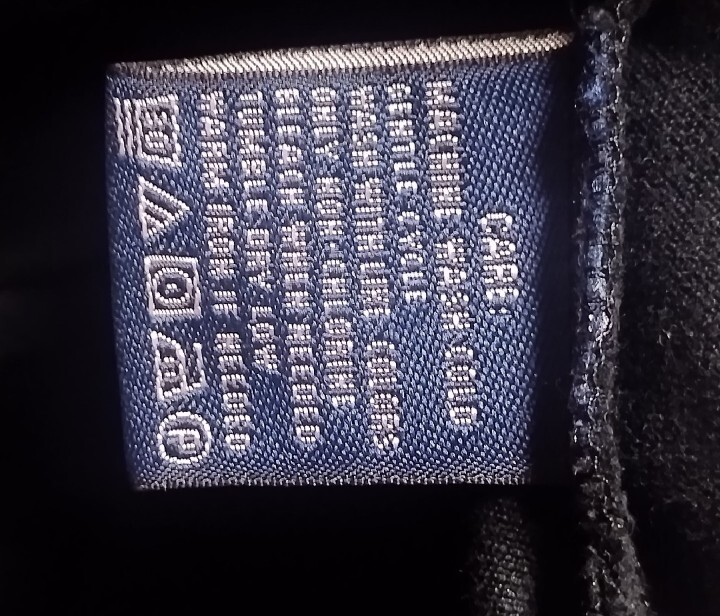 CARE:
MACHINE WASH COLD
GENTLE CYCLE
WASH WITH LIKE COLORS
ONLY NON-CHLORINE
BLEACH WHEN NEEDED
TUMBLE DRY LOW
WARM IRON IF NEEDED
P